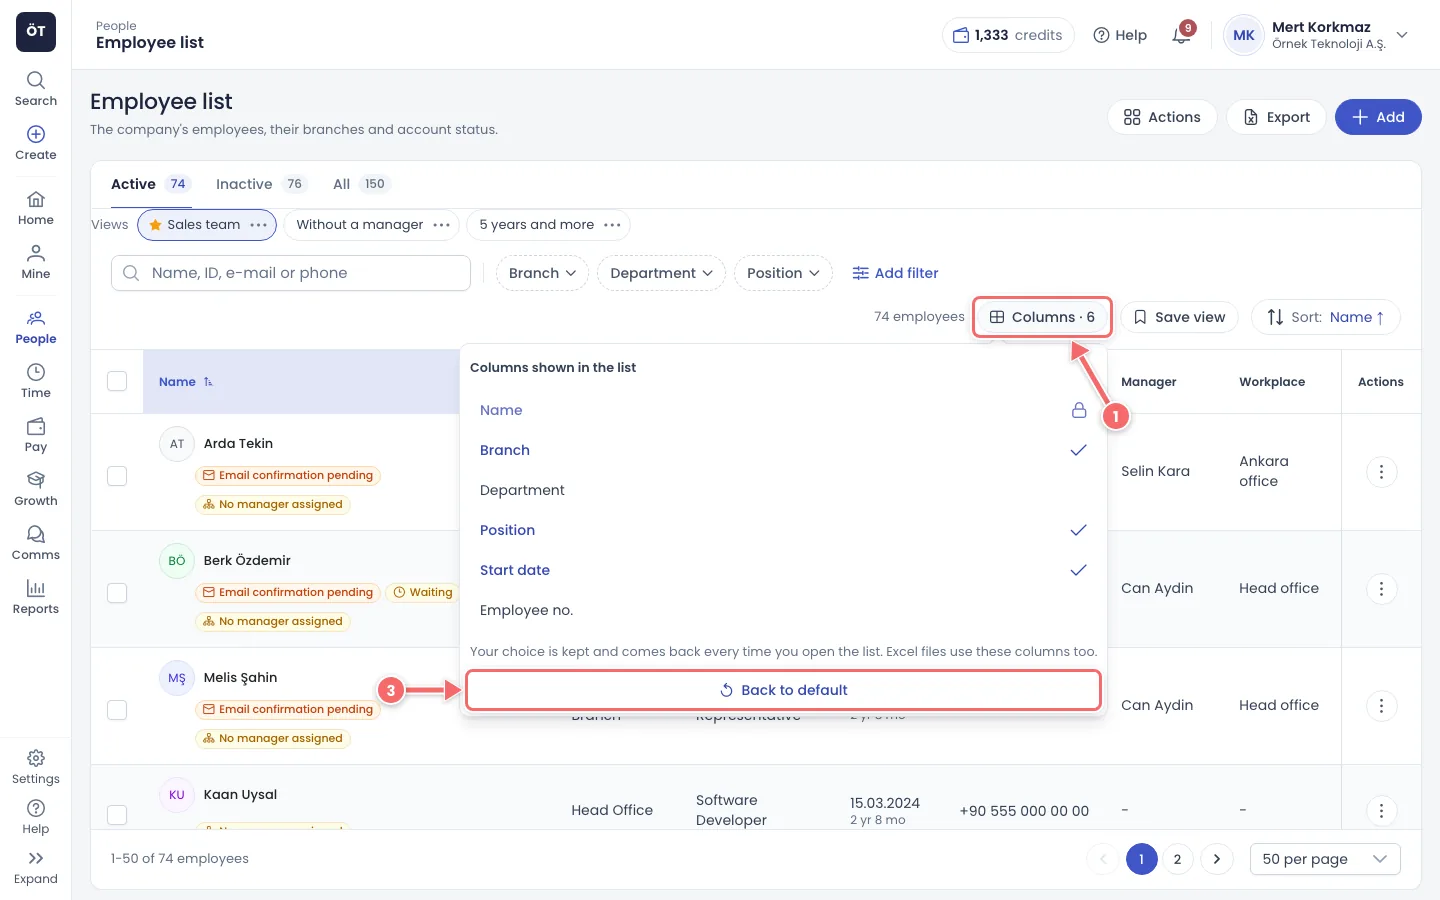 ÖT
Search
Create
Home
Mine
People
Time
Pay
Growth
Comms
Reports
Settings
Help
Expand
People
Employee list
1,333 credits
Help
9
MK
Mert Korkmaz
Örnek Teknoloji A.Ş.
Employee list
The company's employees, their branches and account status.
Actions
Export
Add
Active 74
Inactive 76
All 150
Views
Sales team
Without a manager
5 years and more
Name, ID, e-mail or phone
Branch
Department
Position
Add filter
74 employees
Columns · 6
Save view
Sort: Name ↑
1
Name
Manager
Workplace
Actions
Columns shown in the list
Name
Branch
Department
Position
Start date
Employee no.
Your choice is kept and comes back every time you open the list. Excel files use these columns too.
3
Back to default
AT
Arda Tekin
Email confirmation pending
No manager assigned
Selin Kara
Ankara
office
BÖ
Berk Özdemir
Email confirmation pending
Waiting
No manager assigned
Can Aydin
Head office
MŞ
Melis Şahin
Email confirmation pending
No manager assigned
Branch
Representative
Can Aydin
Head office
KU
Kaan Uysal
No manager assigned
Head Office
Software
Developer
15.03.2024
2 yr 8 mo
+90 555 000 00 00
-
-
1-50 of 74 employees
1
2
50 per page